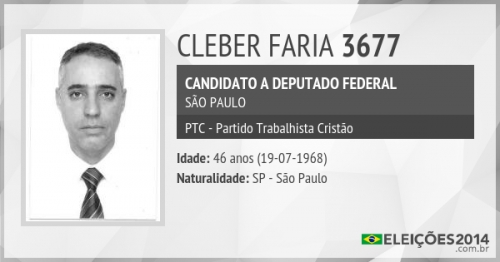 CLEBER FARIA 3677
CANDIDATO A DEPUTADO FEDERAL
SÃO PAULO
PTC - Partido Trabalhista Cristão
Idade: 46 anos (19-07-1968)
Naturalidade: SP - São Paulo
ELEIÇÕES2014
.com.br